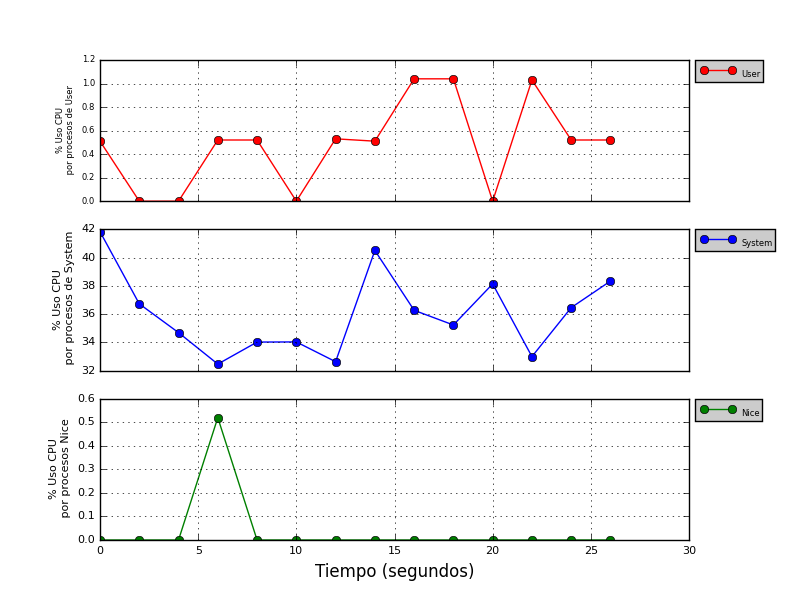 1.2
1.0
0.8
0.6
0.4
0.2
0.0
% Uso CPU
por procesos de User
User
42
40
38
36
34
32
% Uso CPU
por procesos de System
System
0.6
0.5
0.4
0.3
0.2
0.1
0.0
% Uso CPU
por procesos Nice
Nice
0 5 10 15 20 25 30
Tiempo (segundos)